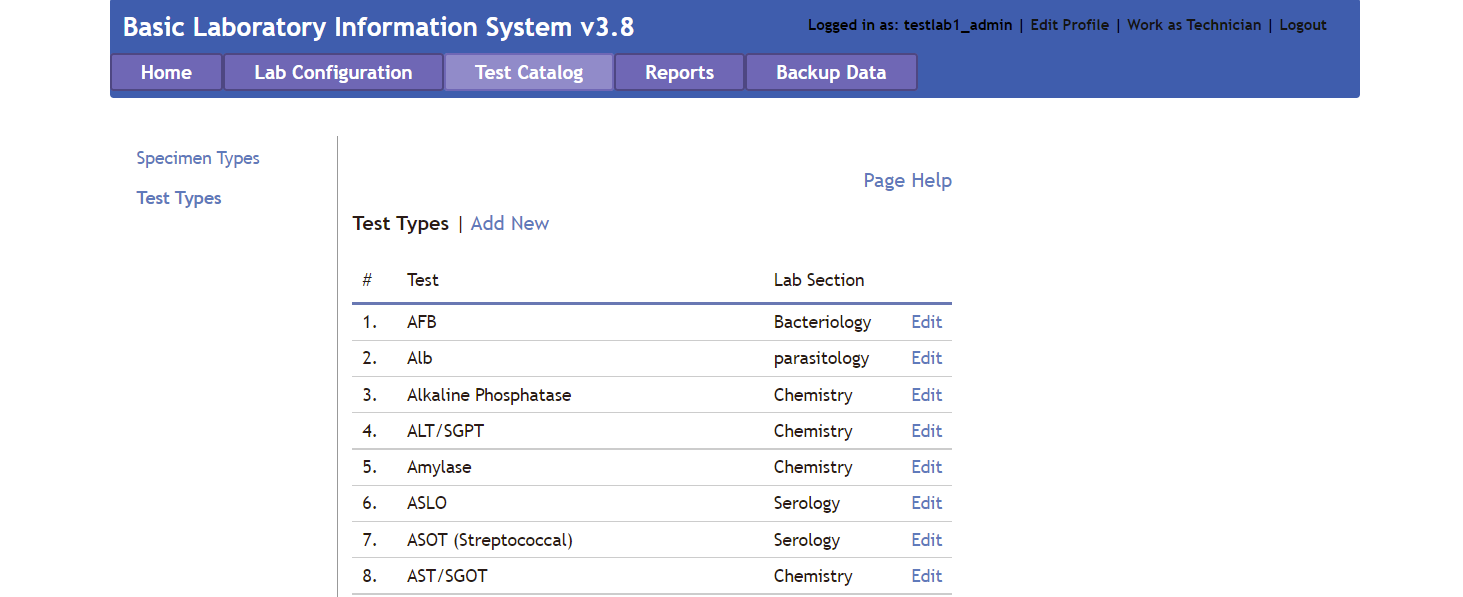 Basic Laboratory Information System v3.8
Logged in as: testlab1_admin | Edit Profile | Work as Technician | Logout
Home Lab Configuration Test Catalog Reports Backup Data
Specimen Types
Test Types
Page Help
Test Types | Add New
# Test Lab Section
1. AFB Bacteriology Edit
2. Alb parasitology Edit
3. Alkaline Phosphatase Chemistry Edit
4. ALT/SGPT Chemistry Edit
5. Amylase Chemistry Edit
6. ASLO Serology Edit
7. ASOT (Streptococcal) Serology Edit
8. AST/SGOT Chemistry Edit